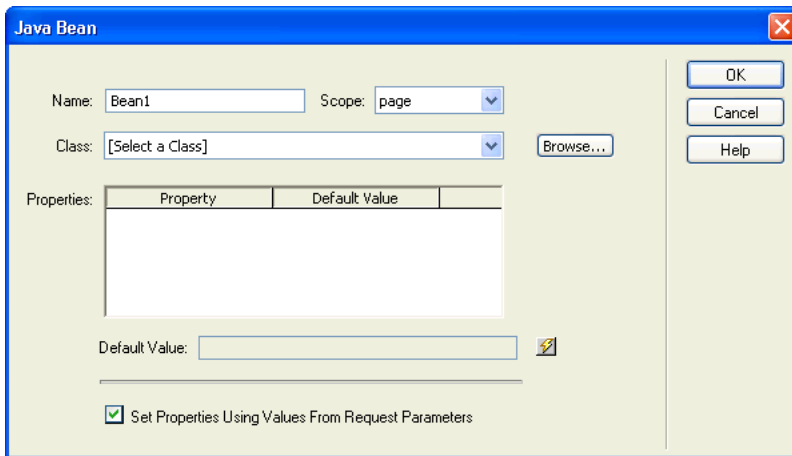 Java Bean
Name: Bean1 Scope: page OK
Cancel
Class: [Select a Class] Browse... Help
Properties: Property Default Value
Default Value:
Set Properties Using Values From Request Parameters